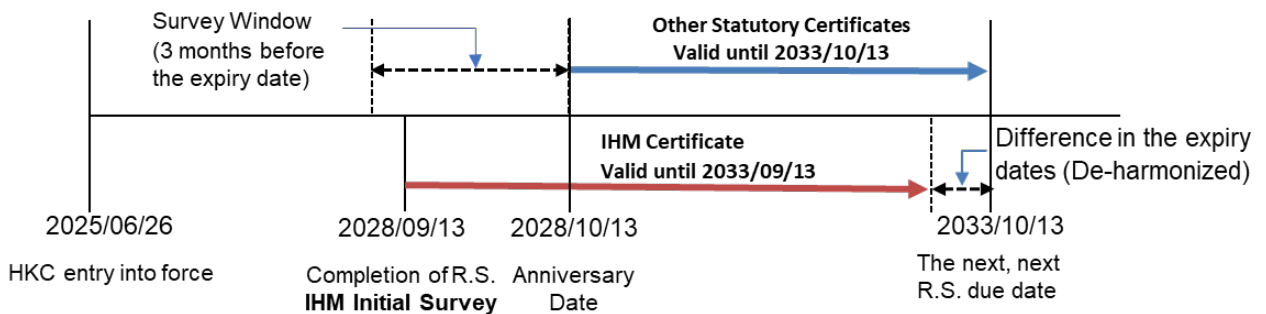 Survey Window
(3 months before
the expiry date)
Other Statutory Certificates
Valid until 2033/10/13
IHM Certificate
Valid until 2033/09/13
Difference in the expiry
dates (De-harmonized)
2025/06/26
2028/09/13
2028/10/13
2033/10/13
HKC entry into force
Completion of R.S.
IHM Initial Survey
Anniversary
Date
The next, next
R.S. due date